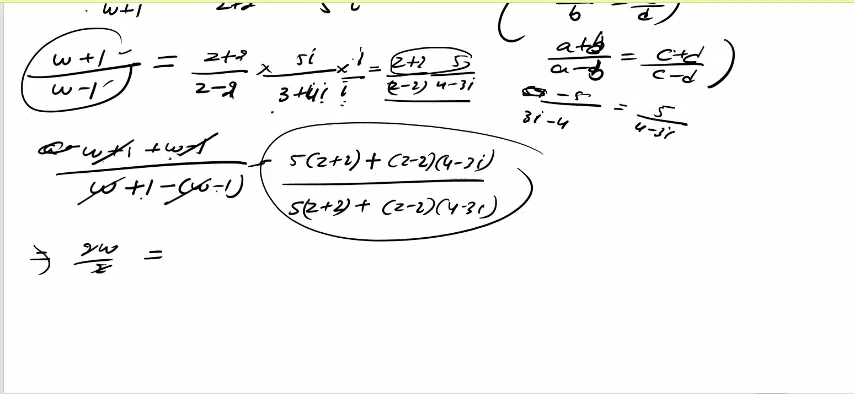 w+1
b d )
w+1 / w-1 = z+2 / z-2 × 5i / 3+4i × i / i = (z+2) 5 / (z-2) 4-3i
( a+b / a-b = c+d / c-d )
-5 / 3i-4 = 5 / 4-3i
w+1 + w-1 / w+1-(w-1) = 5(z+2) + (z-2)(4-3i) / 5(z+2) + (z-2)(4-3i)
⇒ 2w / 2 =